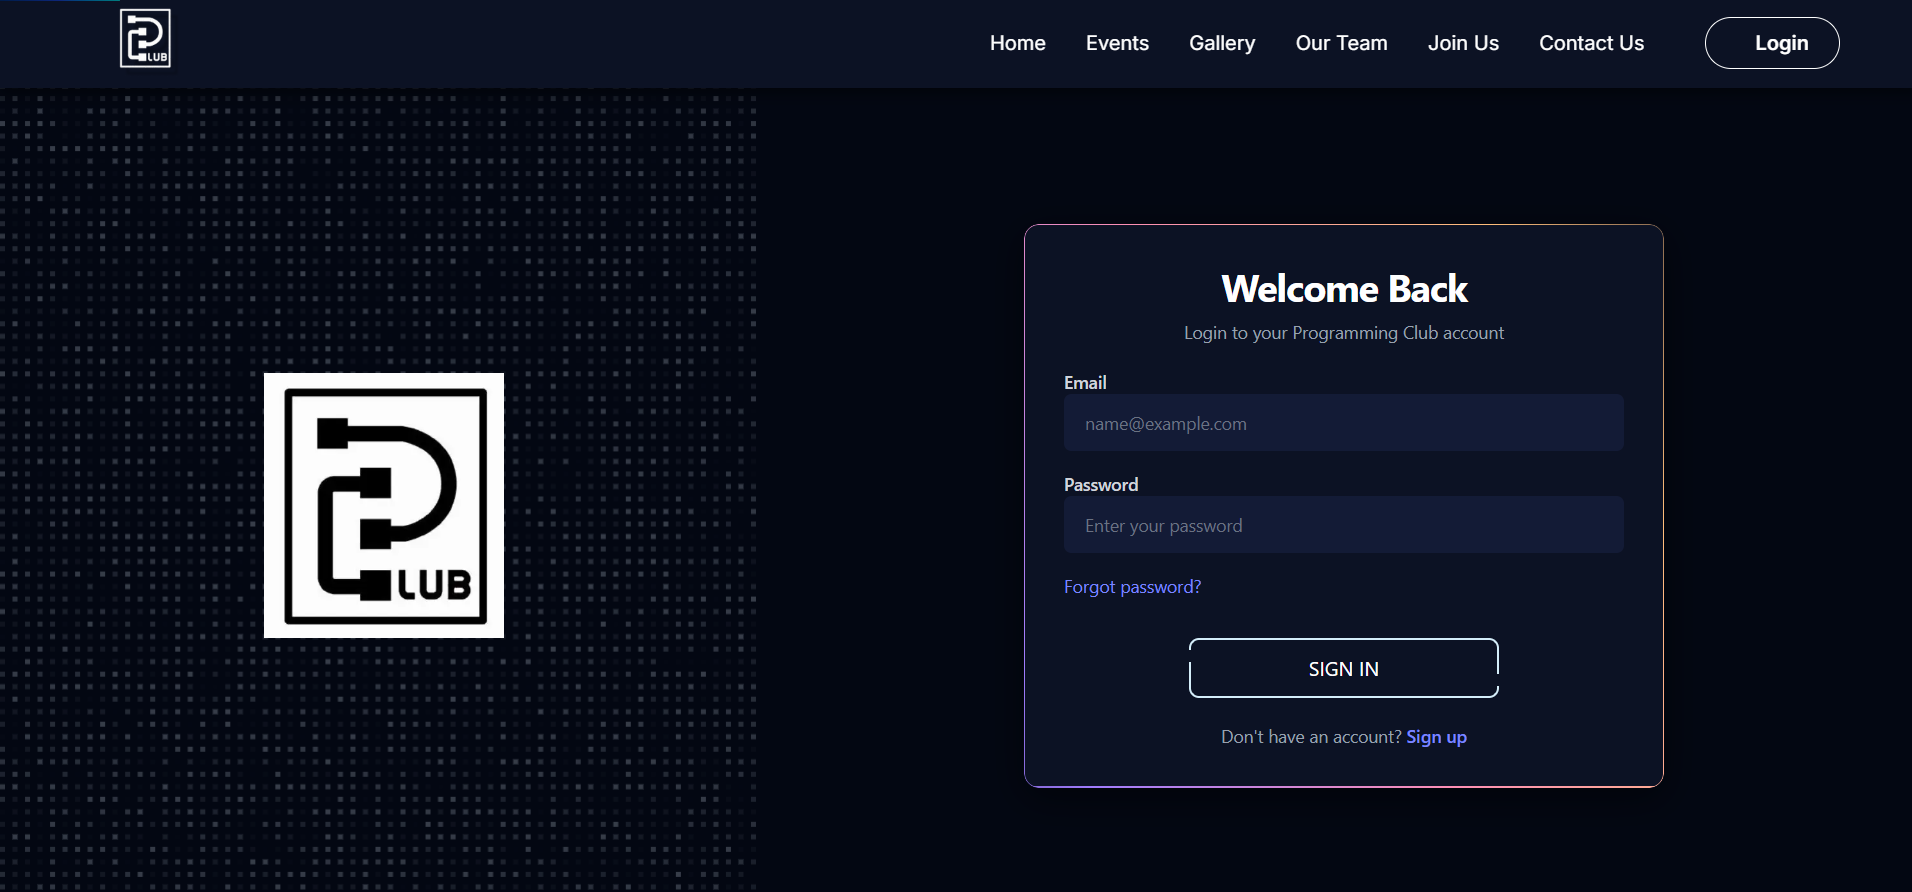 LUB
Home Events Gallery Our Team Join Us Contact Us Login
Welcome Back
Login to your Programming Club account
Email
name@example.com
Password
Enter your password
LUB
Forgot password?
SIGN IN
Don't have an account? Sign up